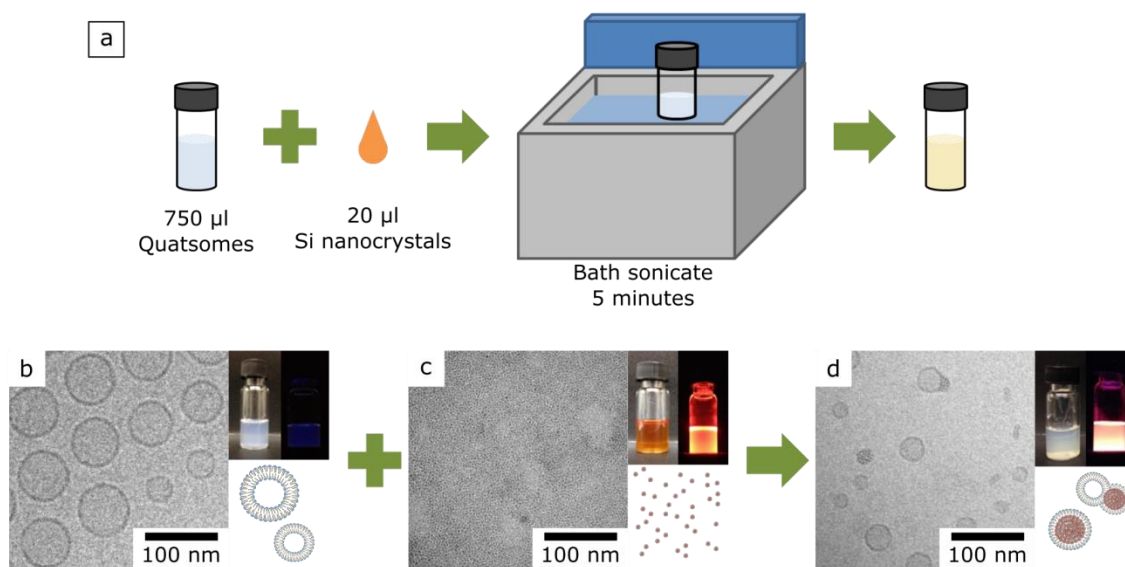 a
750 µl
Quatsomes
20 µl
Si nanocrystals
Bath sonicate
5 minutes
b
100 nm
c
100 nm
d
100 nm